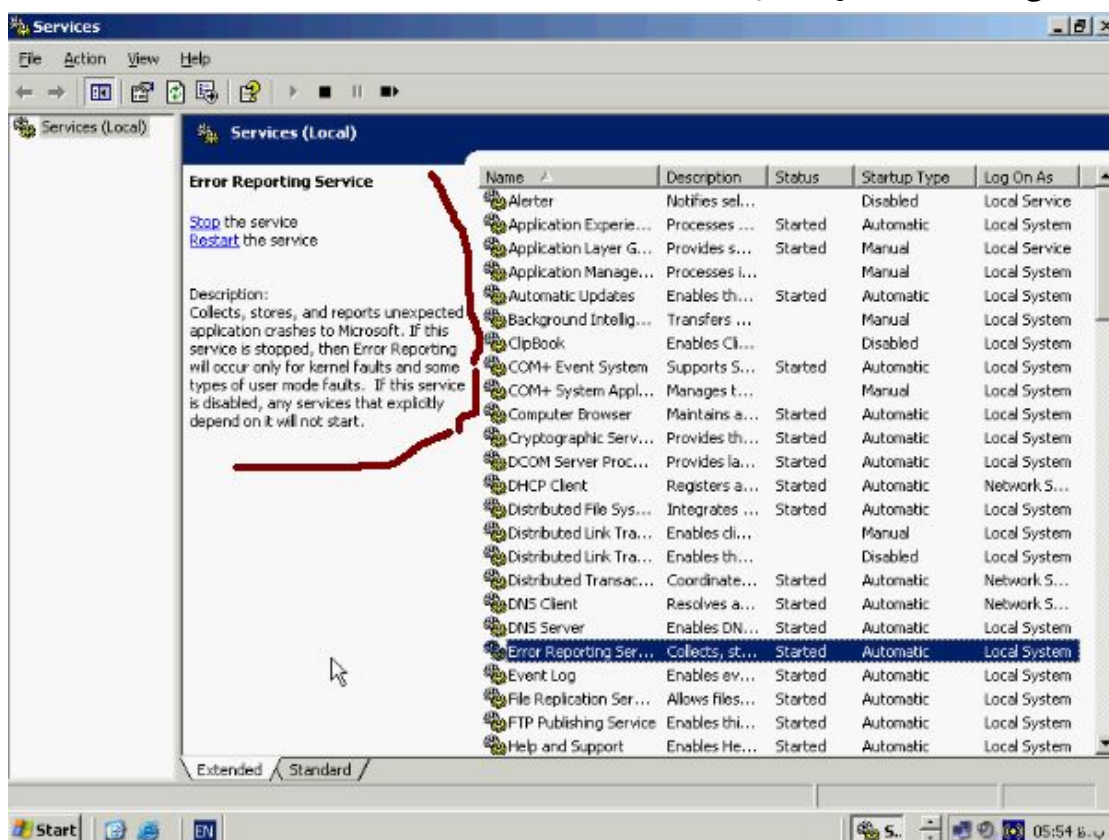 Services
File Action View Help
Services (Local)
Services (Local)
Error Reporting Service
Stop the service
Restart the service
Description:
Collects, stores, and reports unexpected
application crashes to Microsoft. If this
service is stopped, then Error Reporting
will occur only for kernel faults and some
types of user mode faults. If this service
is disabled, any services that explicitly
depend on it will not start.
Name Description Status Startup Type Log On As
Alerter Notifies sel... Disabled Local Service
Application Experie... Processes ... Started Automatic Local System
Application Layer G... Provides s... Started Manual Local Service
Application Manage... Processes i... Manual Local System
Automatic Updates Enables th... Started Automatic Local System
Background Intellig... Transfers ... Manual Local System
ClipBook Enables Cli... Disabled Local System
COM+ Event System Supports S... Started Automatic Local System
COM+ System Appl... Manages t... Manual Local System
Computer Browser Maintains a... Started Automatic Local System
Cryptographic Serv... Provides th... Started Automatic Local System
DCOM Server Proc... Provides la... Started Automatic Local System
DHCP Client Registers a... Started Automatic Network S...
Distributed File Sys... Integrates ... Started Automatic Local System
Distributed Link Tra... Enables cli... Manual Local System
Distributed Link Tra... Enables th... Disabled Local System
Distributed Transac... Coordinate... Started Automatic Network S...
DNS Client Resolves a... Started Automatic Network S...
DNS Server Enables DN... Started Automatic Local System
Error Reporting Ser... Collects, st... Started Automatic Local System
Event Log Enables ev... Started Automatic Local System
File Replication Ser... Allows files... Started Automatic Local System
FTP Publishing Service Enables thi... Started Automatic Local System
Help and Support Enables He... Started Automatic Local System
Extended Standard
Start EN S.. 05:54